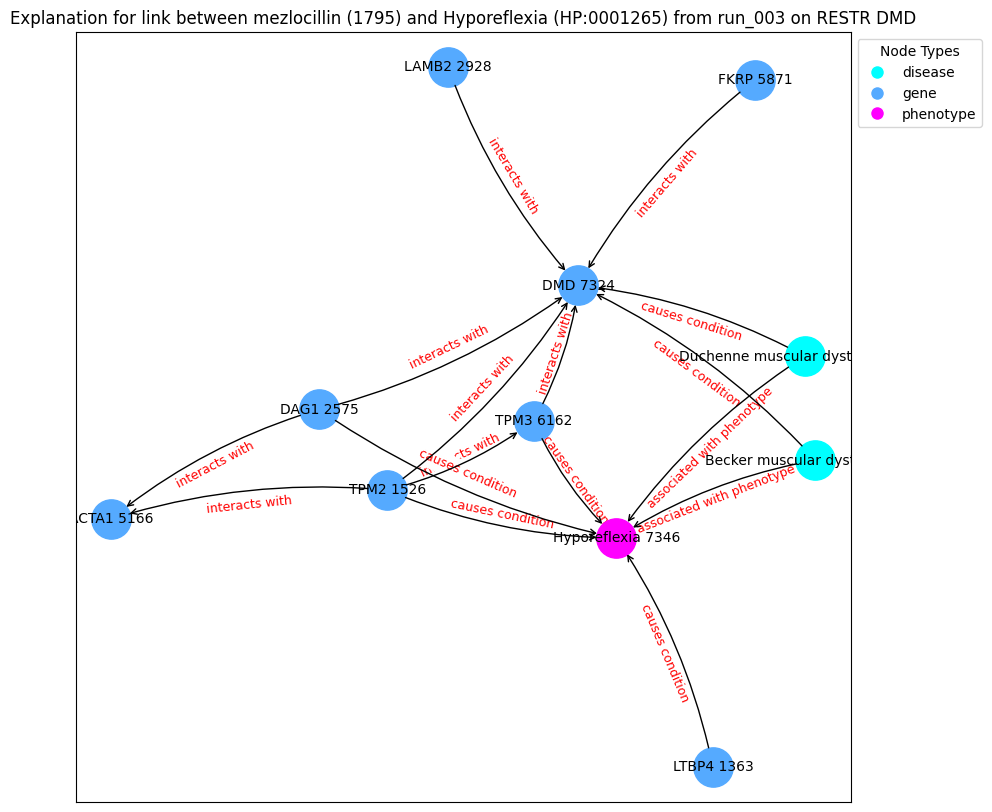 Explanation for link between mezlocillin (1795) and Hyporeflexia (HP:0001265) from run_003 on RESTR DMD
Node Types
disease
gene
phenotype
LAMB2 2928
FKRP 5871
interacts with
interacts with
DMD 7324
causes condition
interacts with
interacts with
causes condition
Duchenne muscular dyst
interacts with
associated with phenotype
DAG1 2575
TPM3 6162
interacts with
causes condition
cts with
causes condition
Becker muscular dyst
associated with phenotype
TPM2 1526
interacts with
causes condition
CTA1 5166
Hyporeflexia 7346
causes condition
LTBP4 1363